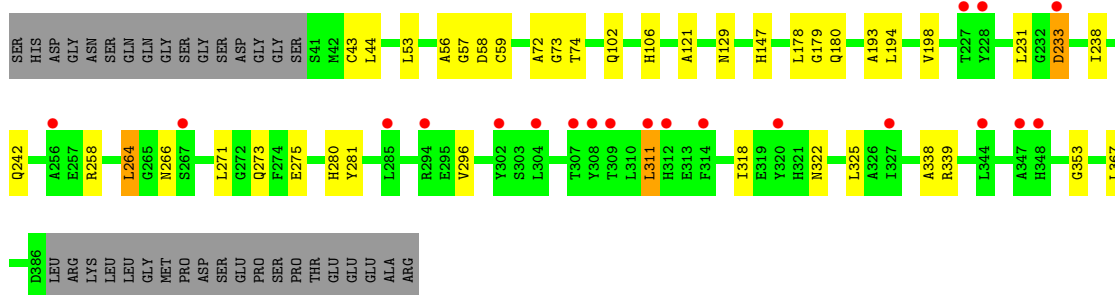 SER HIS ASP GLY ASN SER GLN GLN GLY SER GLY SER ASP GLY GLY SER S41 M42 C43 L44 L53 A56 G57 D58 C59 A72 G73 T74 Q102 H106 A121 N129 H147 L178 G179 Q180 A193 L194 V198 T227 Y228 L231 G232 D233 I238
Q242 A256 E257 R258 L264 G265 N266 S267 L271 G272 Q273 F274 E275 H280 Y281 L285 R294 E295 V296 Y302 S303 L304 T307 Y308 T309 L310 L311 H312 E313 F314 I318 E319 Y320 H321 N322 L325 A326 I327 A338 R339 L344 A347 H348 G353
D386 LEU ARG LYS LEU LEU GLY MET PRO ASP SER GLU PRO SER PRO THR GLU GLU GLU ALA ARG